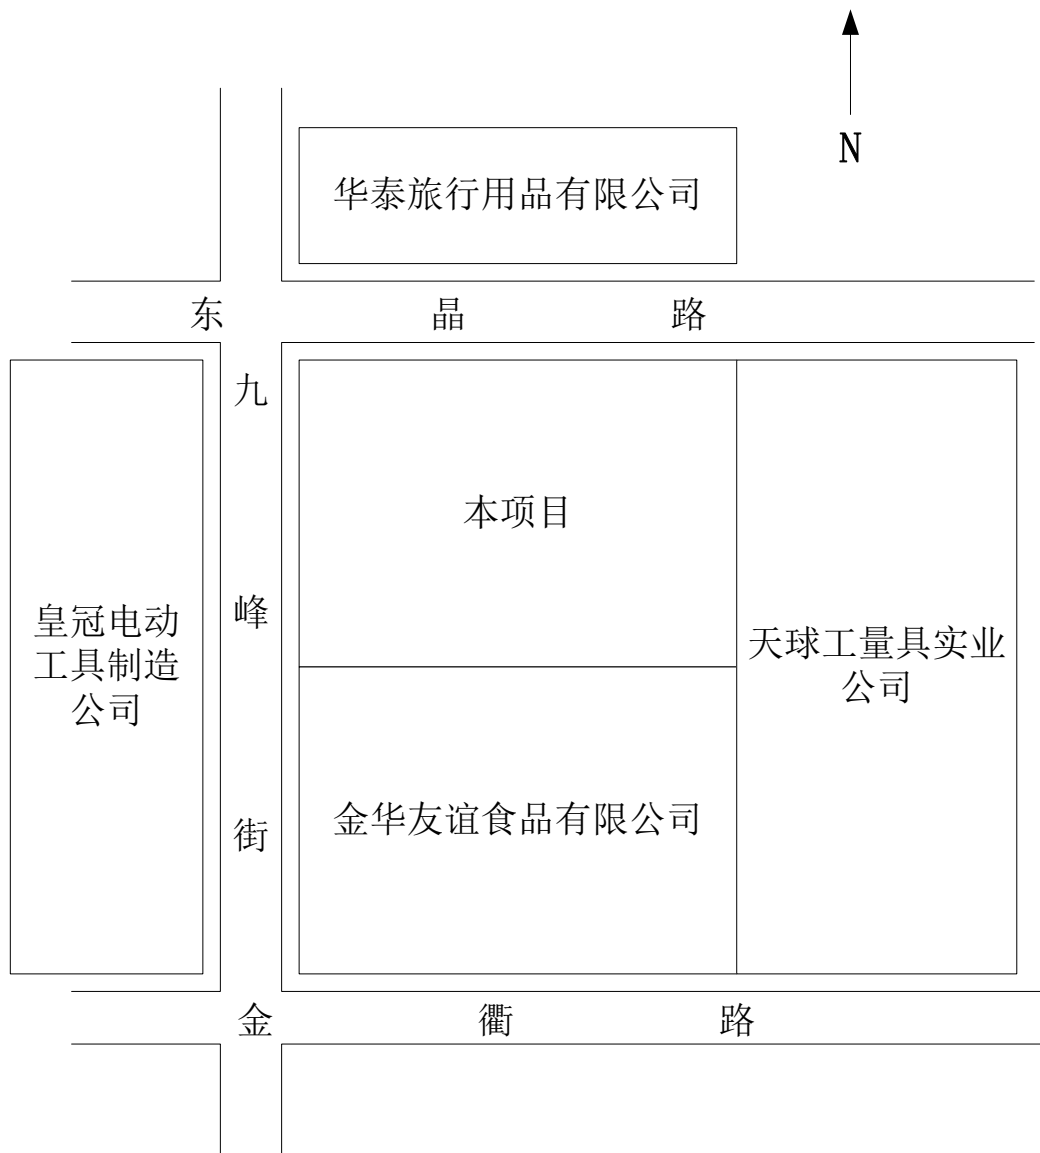 N
华泰旅行用品有限公司
东晶路
九峰街
本项目
皇冠电动
工具制造
公司
天球工量具实业
公司
金华友谊食品有限公司
金衢路